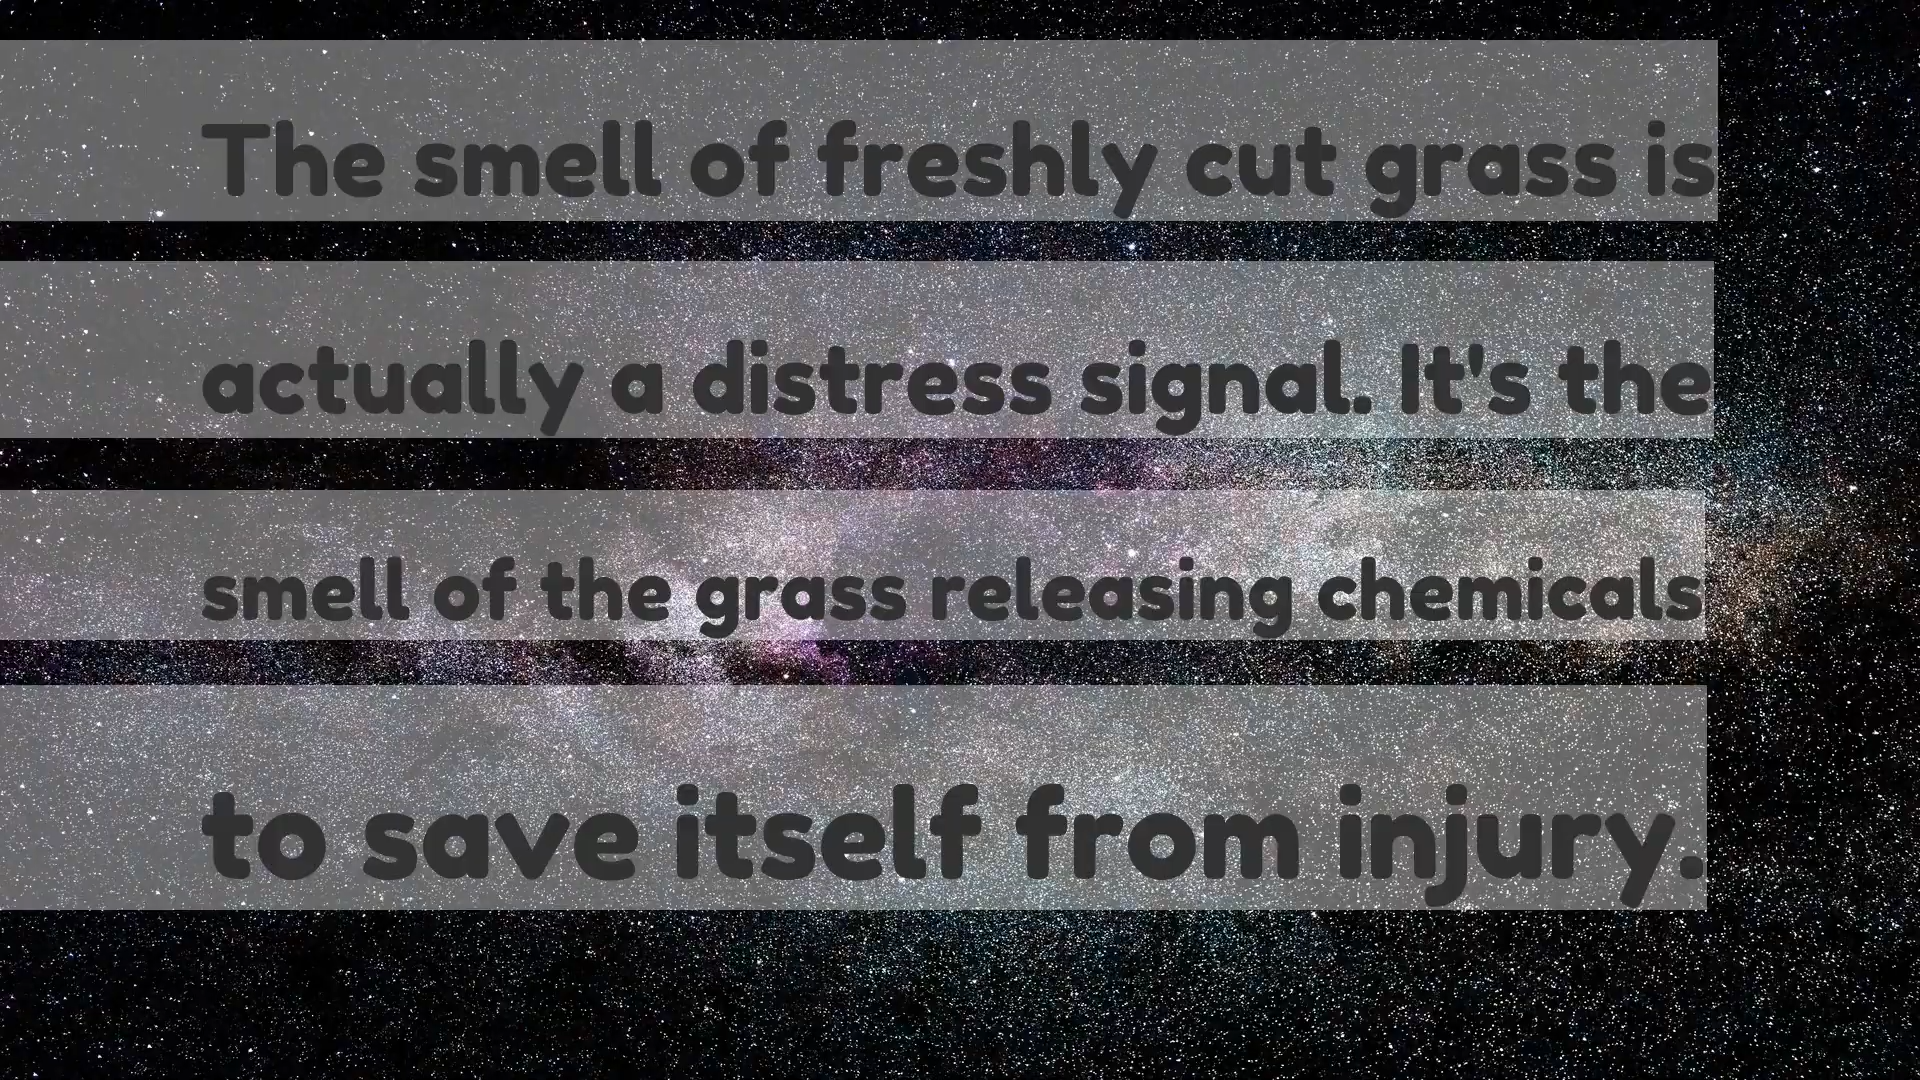 The smell of freshly cut grass is
actually a distress signal. It's the
smell of the grass releasing chemicals
to save itself from injury.